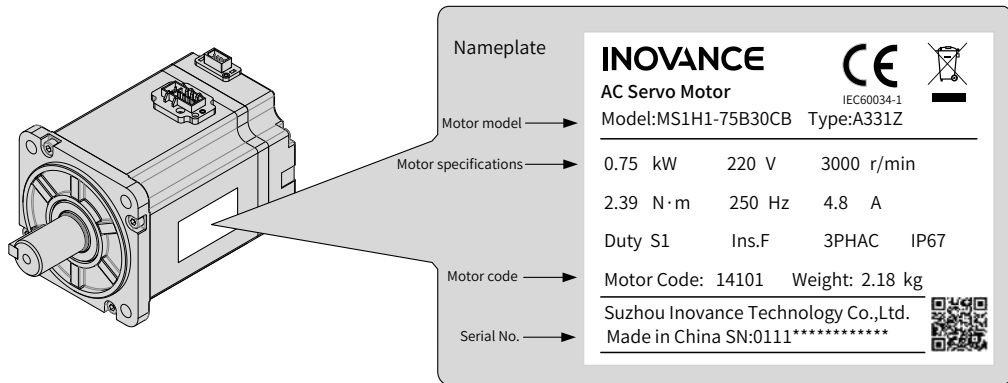 Nameplate
INOVANCE
CE
AC Servo Motor
IEC60034-1
Motor model
Model:MS1H1-75B30CB Type:A331Z
Motor specifications
0.75 kW 220 V 3000 r/min
2.39 N·m 250 Hz 4.8 A
Duty S1 Ins.F 3PHAC IP67
Motor code
Motor Code: 14101 Weight: 2.18 kg
Suzhou Inovance Technology Co.,Ltd.
Serial No.
Made in China SN:0111************